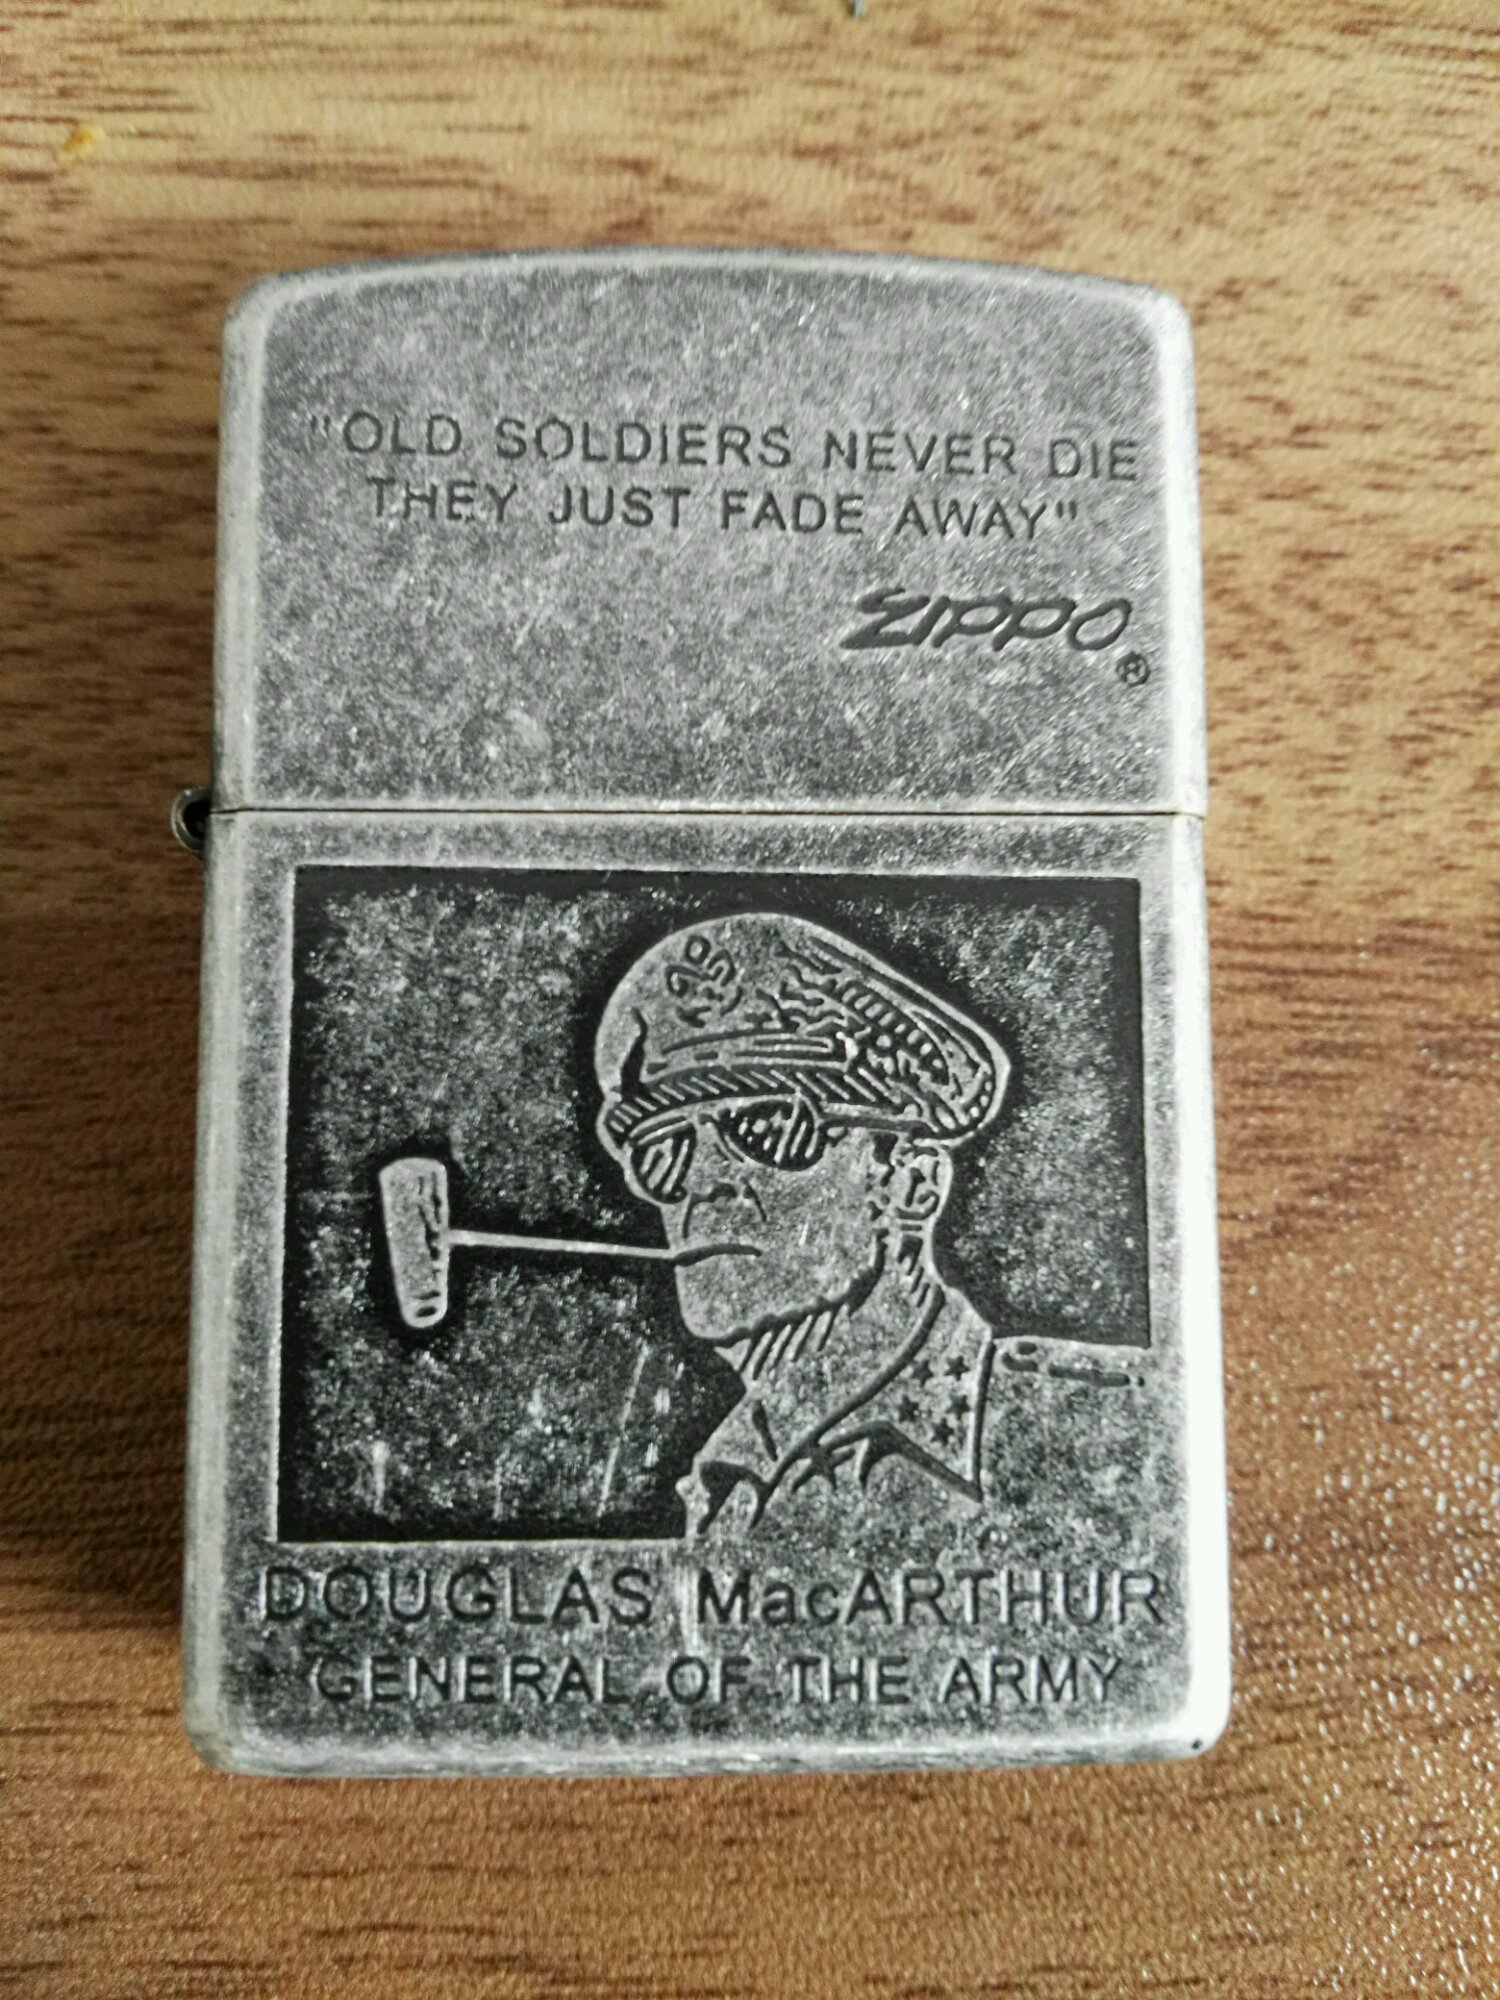 "OLD SOLDIERS NEVER DIE
THEY JUST FADE AWAY"
ZIPPO®
DOUGLAS MacARTHUR
GENERAL OF THE ARMY